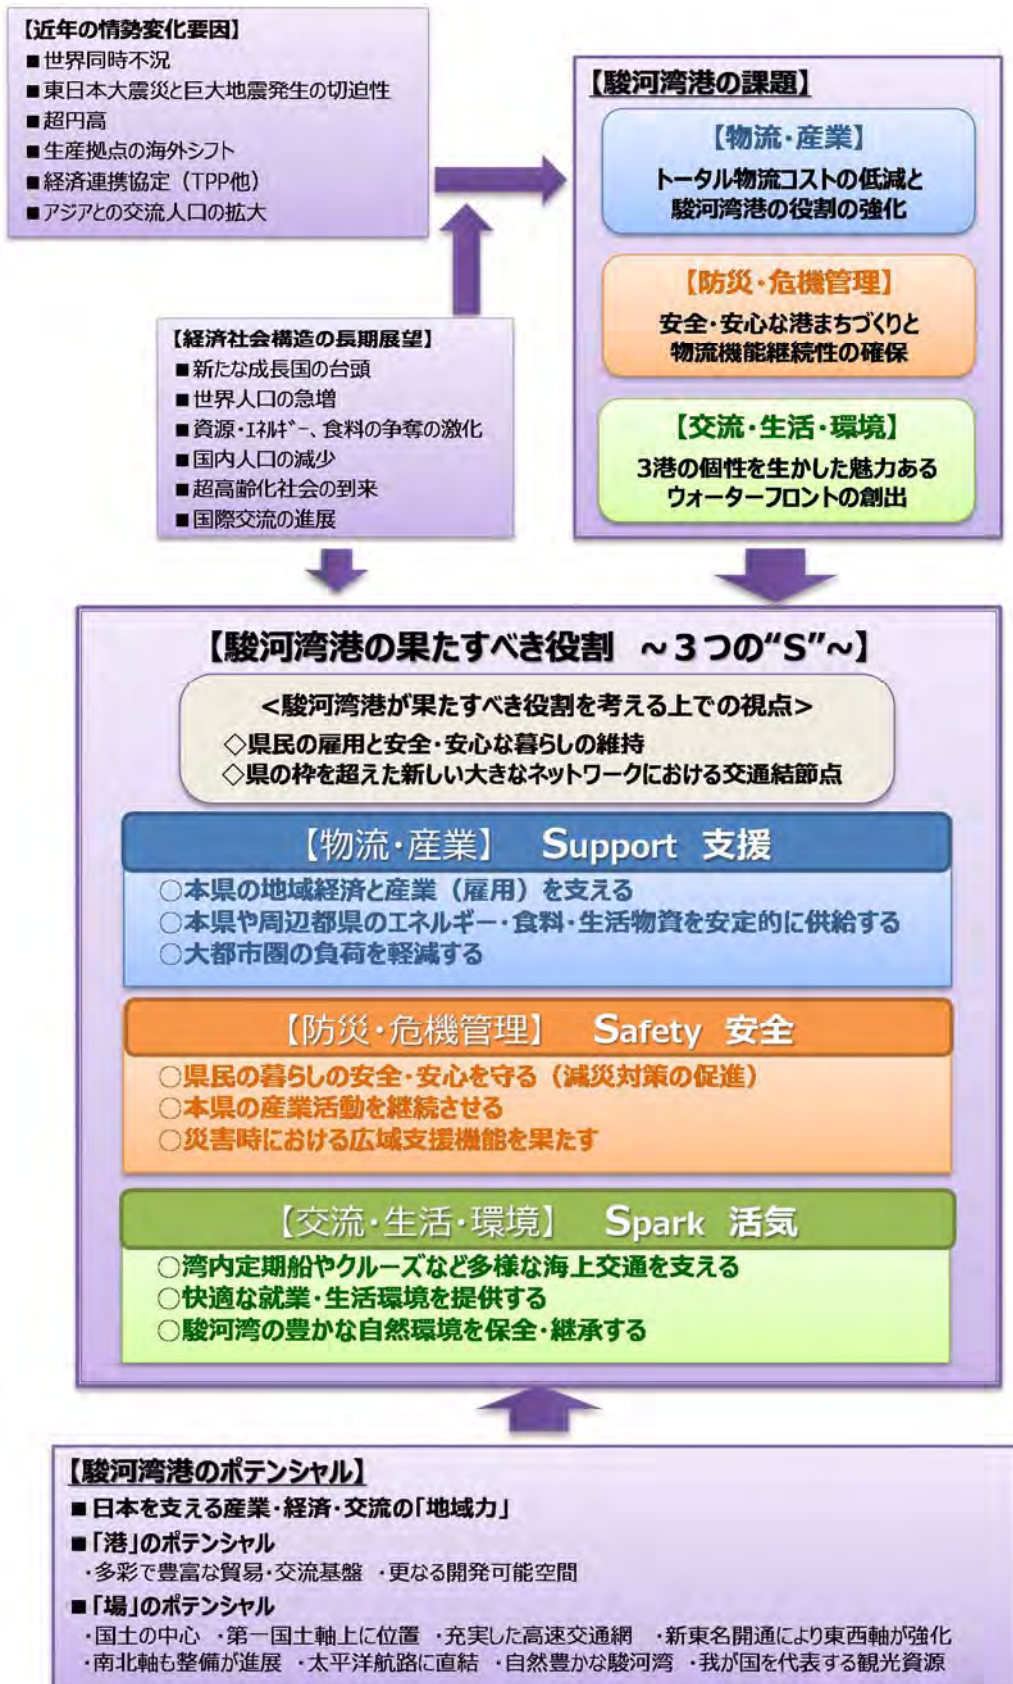 【近年の情勢変化要因】
■世界同時不況
■東日本大震災と巨大地震発生の切迫性
■超円高
■生産拠点の海外シフト
■経済連携協定（TPP他）
■アジアとの交流人口の拡大
【経済社会構造の長期展望】
■新たな成長国の台頭
■世界人口の急増
■資源・ｴﾈﾙｷﾞｰ、食料の争奪の激化
■国内人口の減少
■超高齢化社会の到来
■国際交流の進展
【駿河湾港の課題】
【物流・産業】
トータル物流コストの低減と
駿河湾港の役割の強化
【防災・危機管理】
安全・安心な港まちづくりと
物流機能継続性の確保
【交流・生活・環境】
3港の個性を生かした魅力ある
ウォーターフロントの創出
【駿河湾港の果たすべき役割 ～３つの“S”～】
<駿河湾港が果たすべき役割を考える上での視点>
◇県民の雇用と安全・安心な暮らしの維持
◇県の枠を超えた新しい大きなネットワークにおける交通結節点
【物流・産業】 Support 支援
○本県の地域経済と産業（雇用）を支える
○本県や周辺都県のエネルギー・食料・生活物資を安定的に供給する
○大都市圏の負荷を軽減する
【防災・危機管理】 Safety 安全
○県民の暮らしの安全・安心を守る（減災対策の促進）
○本県の産業活動を継続させる
○災害時における広域支援機能を果たす
【交流・生活・環境】 Spark 活気
○湾内定期船やクルーズなど多様な海上交通を支える
○快適な就業・生活環境を提供する
○駿河湾の豊かな自然環境を保全・継承する
【駿河湾港のポテンシャル】
■日本を支える産業・経済・交流の「地域力」
■「港」のポテンシャル
・多彩で豊富な貿易・交流基盤 ・更なる開発可能空間
■「場」のポテンシャル
・国土の中心 ・第一国土軸上に位置 ・充実した高速交通網 ・新東名開通により東西軸が強化
・南北軸も整備が進展 ・太平洋航路に直結 ・自然豊かな駿河湾 ・我が国を代表する観光資源